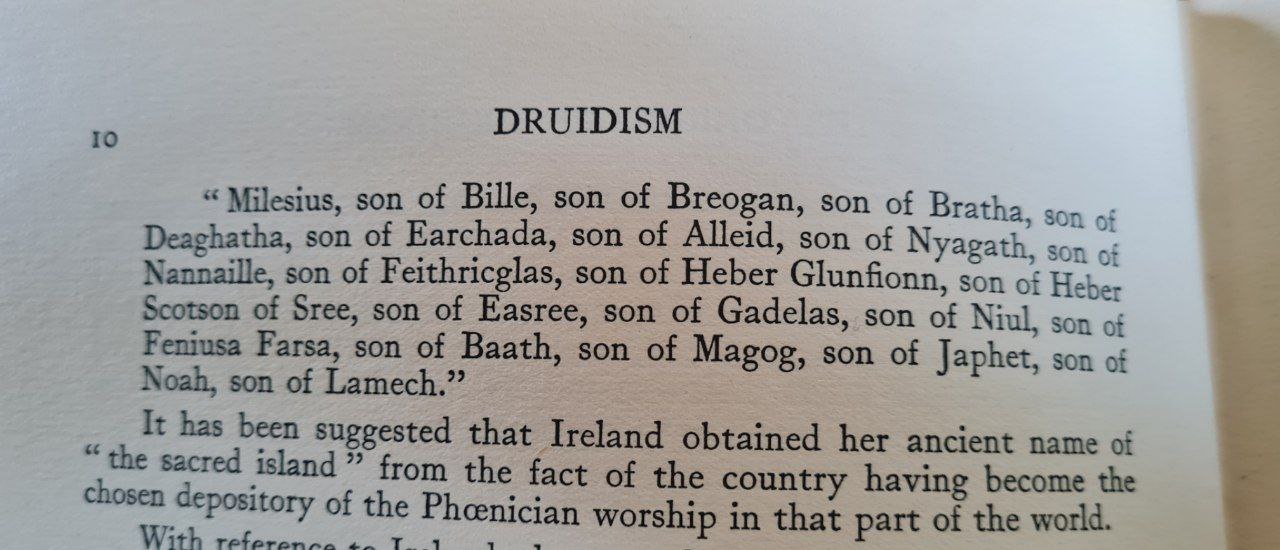 10
DRUIDISM
“ Milesius, son of Bille, son of Breogan, son of Bratha, son of
Deaghatha, son of Earchada, son of Alleid, son of Nyagath, son of
Nannaille, son of Feithricglas, son of Heber Glunfionn, son of Heber
Scotson of Sree, son of Easree, son of Gadelas, son of Niul, son of
Feniusa Farsa, son of Baath, son of Magog, son of Japhet, son of
Noah, son of Lamech.”
It has been suggested that Ireland obtained her ancient name of
“ the sacred island ” from the fact of the country having become the
chosen depository of the Phœnician worship in that part of the world.
With reference to